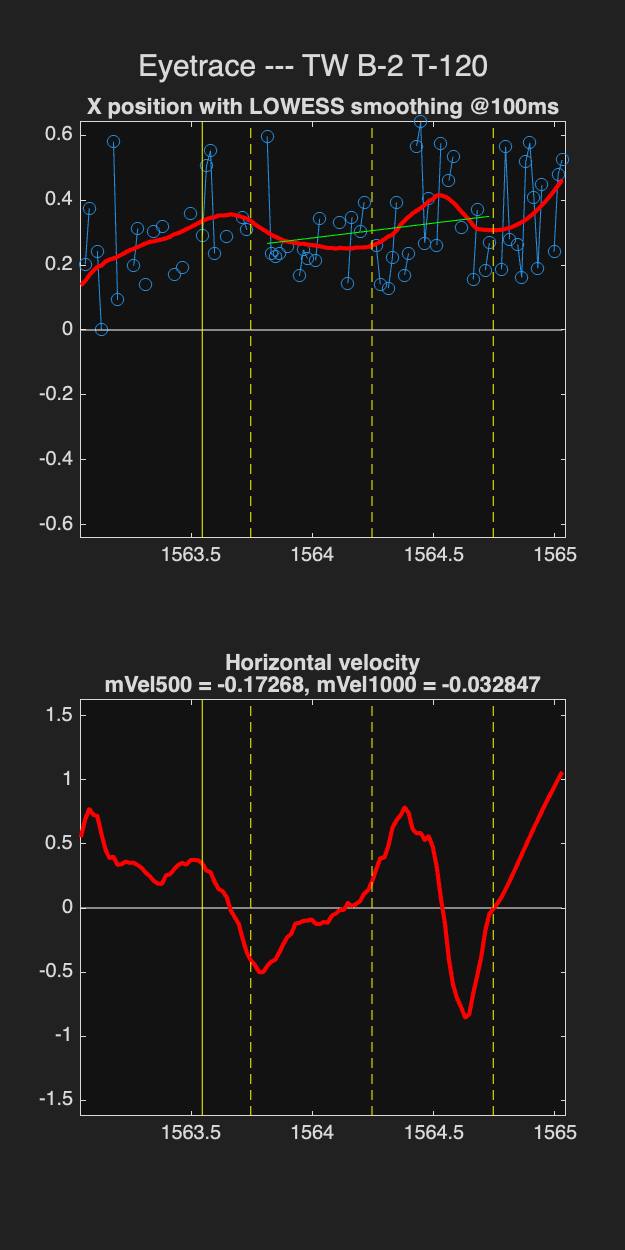 Eyetrace --- TW B-2 T-120
X position with LOWESS smoothing @100ms
0.6
0.4
0.2
0
-0.2
-0.4
-0.6
1563.5 1564 1564.5 1565
Horizontal velocity
mVel500 = -0.17268, mVel1000 = -0.032847
1.5
1
0.5
0
-0.5
-1
-1.5
1563.5 1564 1564.5 1565